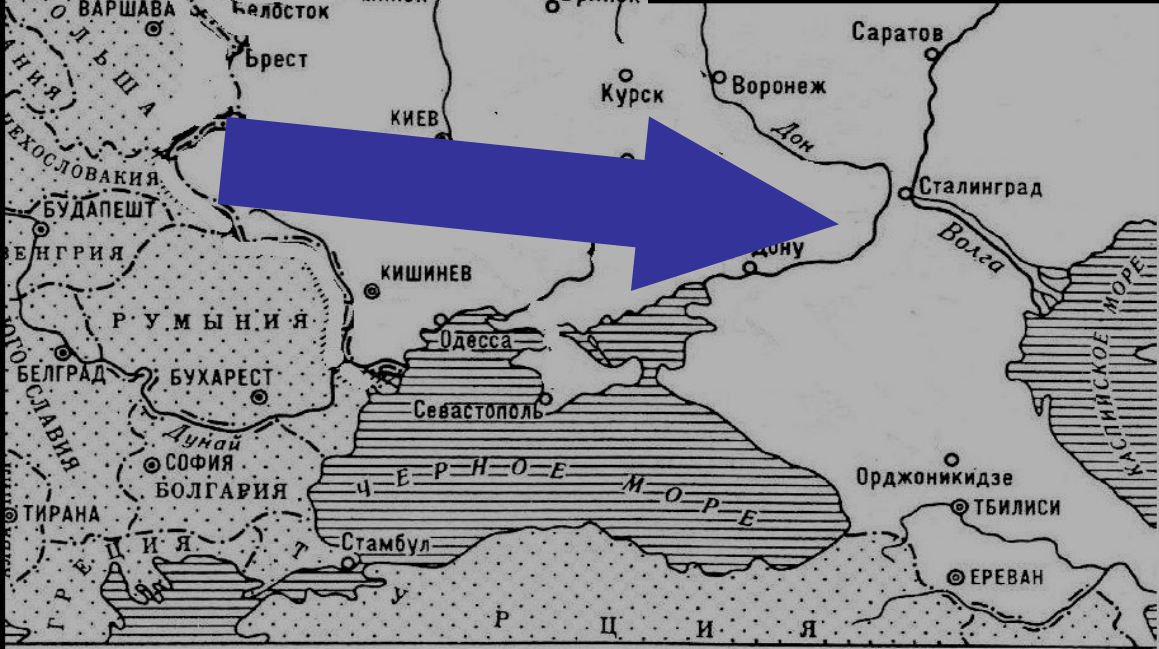 ВАРШАВА
Брест
Саратов
Воронеж
Курск
КИЕВ
Дон
Сталинград
Волга
ЧЕХОСЛОВАКИЯ
БУДАПЕШТ
ВЕНГРИЯ
КИШИНЕВ
Дону
РУМЫНИЯ
Одесса
КАСПИЙСКОЕ МОРЕ
БЕЛГРАД
БУХАРЕСТ
Севастополь
Дунай
СОФИЯ
БОЛГАРИЯ
ЧЕРНОЕ МОРЕ
Орджоникидзе
ТБИЛИСИ
ТИРАНА
Стамбул
ЕРЕВАН
ГРЕЦИЯ
ТУРЦИЯ